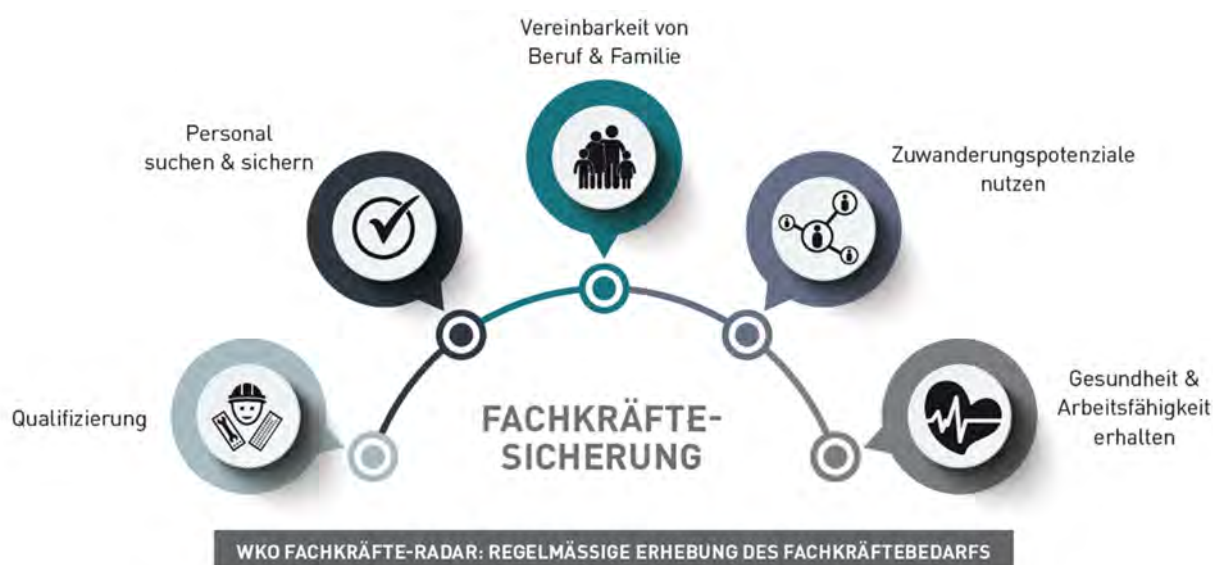 Vereinbarkeit von
Beruf & Familie
Personal
suchen & sichern
Zuwanderungspotenziale
nutzen
Qualifizierung
Gesundheit &
Arbeitsfähigkeit
erhalten
FACHKRÄFTE-
SICHERUNG
WKO FACHKRÄFTE-RADAR: REGELMÄSSIGE ERHEBUNG DES FACHKRÄFTEBEDARFS